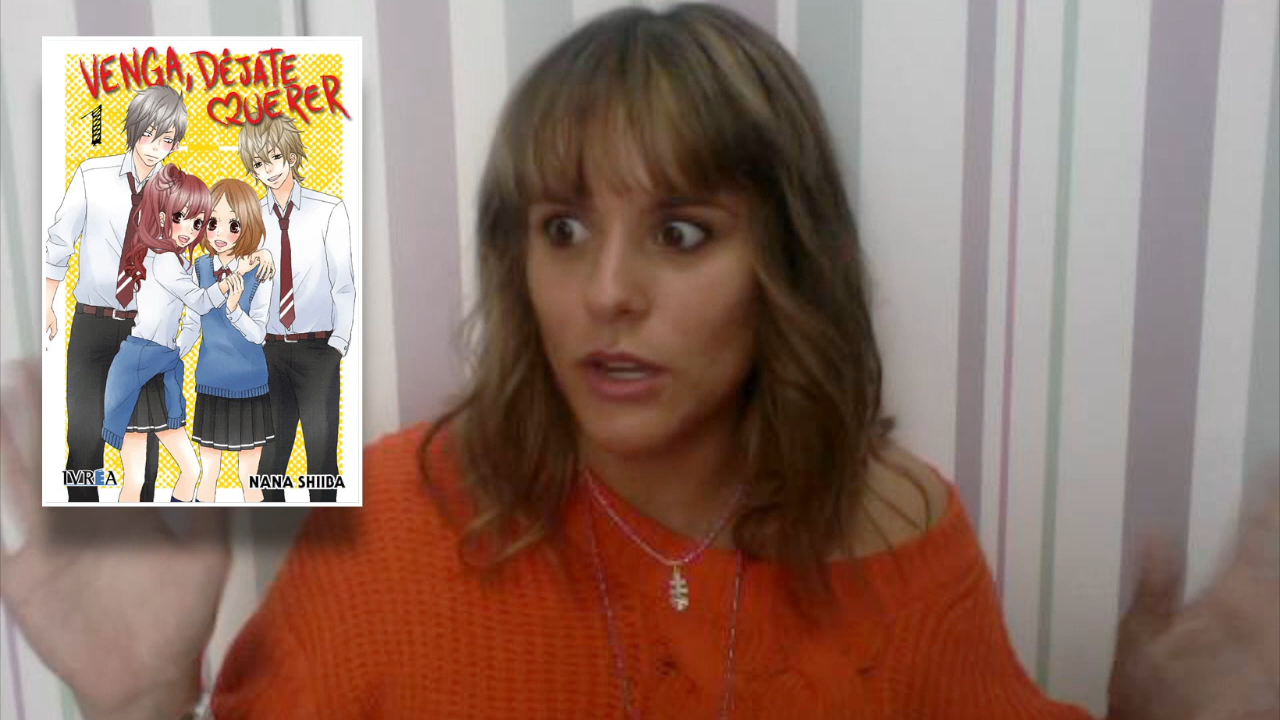 VENGA, DÉJATE
QUERER
1
IVREA
NANA SHIIBA